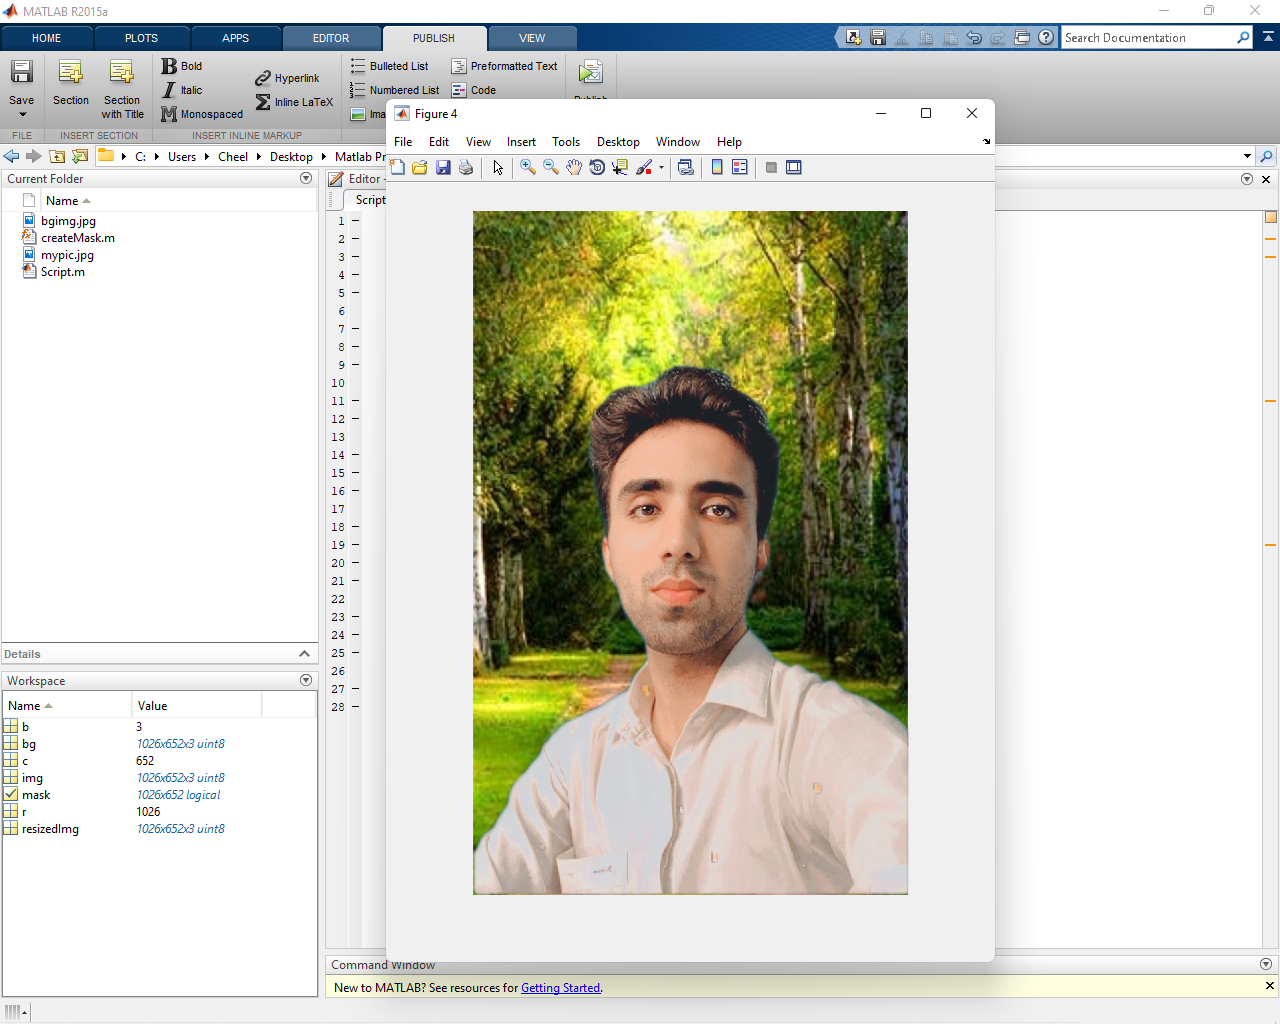 MATLAB R2015a
HOME PLOTS APPS EDITOR PUBLISH VIEW
Search Documentation
Save
Section
Section with Title
Bold
Italic
Monospaced
Hyperlink
Inline LaTeX
Bulleted List
Numbered List
Ima
Preformatted Text
Code
FILE INSERT SECTION INSERT INLINE MARKUP
C: Users Cheel Desktop Matlab Pr
Current Folder
Name
bgimg.jpg
createMask.m
mypic.jpg
Script.m
Details
Workspace
Name Value
b 3
bg 1026x652x3 uint8
c 652
img 1026x652x3 uint8
mask 1026x652 logical
r 1026
resizedImg 1026x652x3 uint8
Editor -
Script
1
2
3
4
5
6
7
8
9
10
11
12
13
14
15
16
17
18
19
20
21
22
23
24
25
26
27
28
Figure 4
File Edit View Insert Tools Desktop Window Help
Command Window
New to MATLAB? See resources for Getting Started.